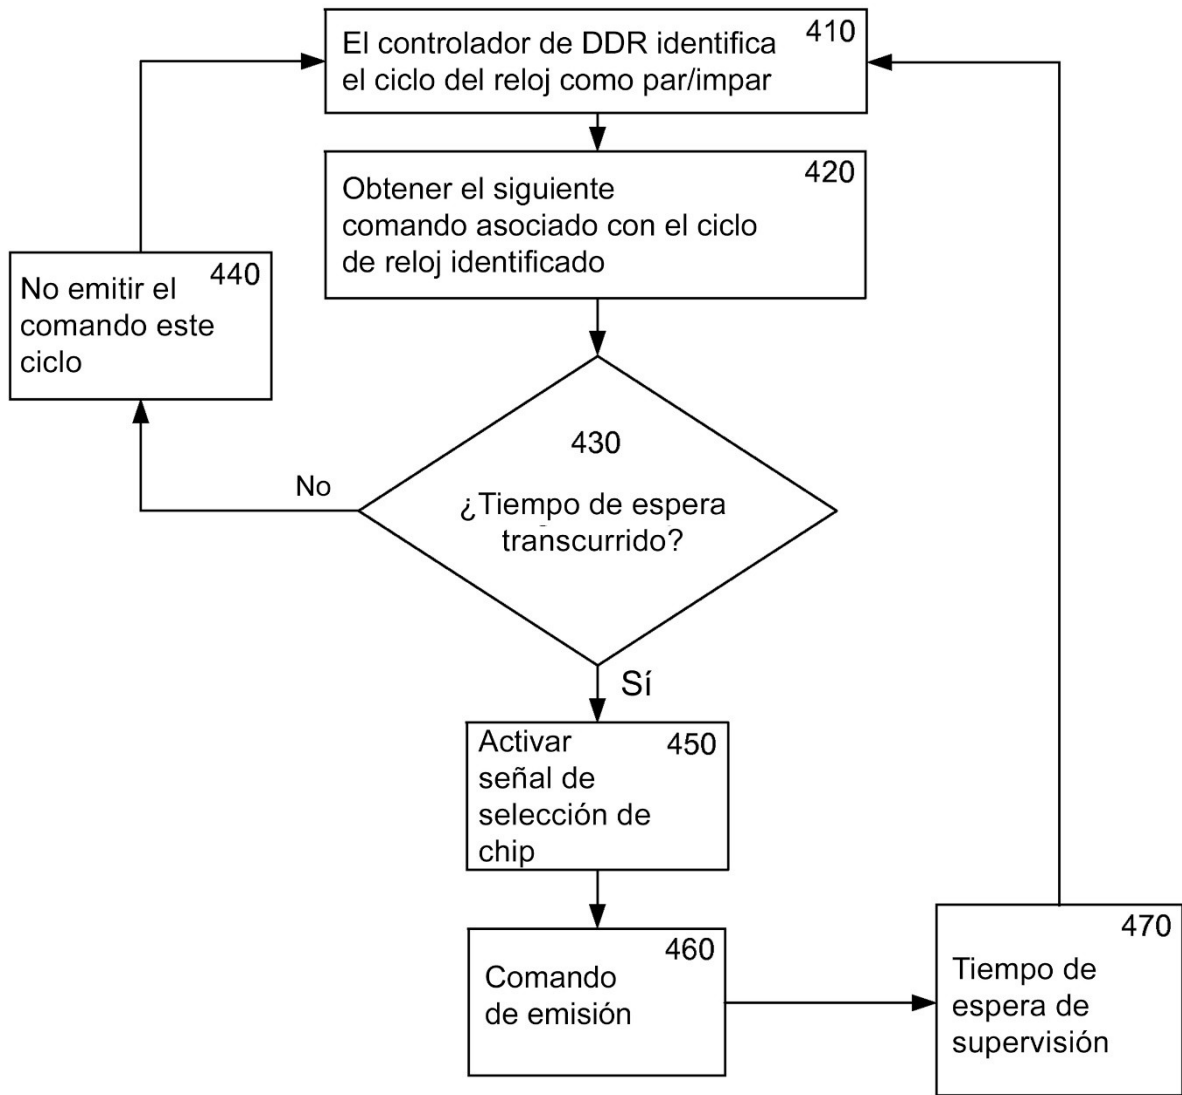 El controlador de DDR identifica 410
el ciclo del reloj como par/impar
Obtener el siguiente 420
comando asociado con el ciclo
de reloj identificado
No emitir el 440
comando este
ciclo
430
¿Tiempo de espera
transcurrido?
No
Sí
Activar 450
señal de
selección de
chip
460
Comando
de emisión
470
Tiempo de
espera de
supervisión